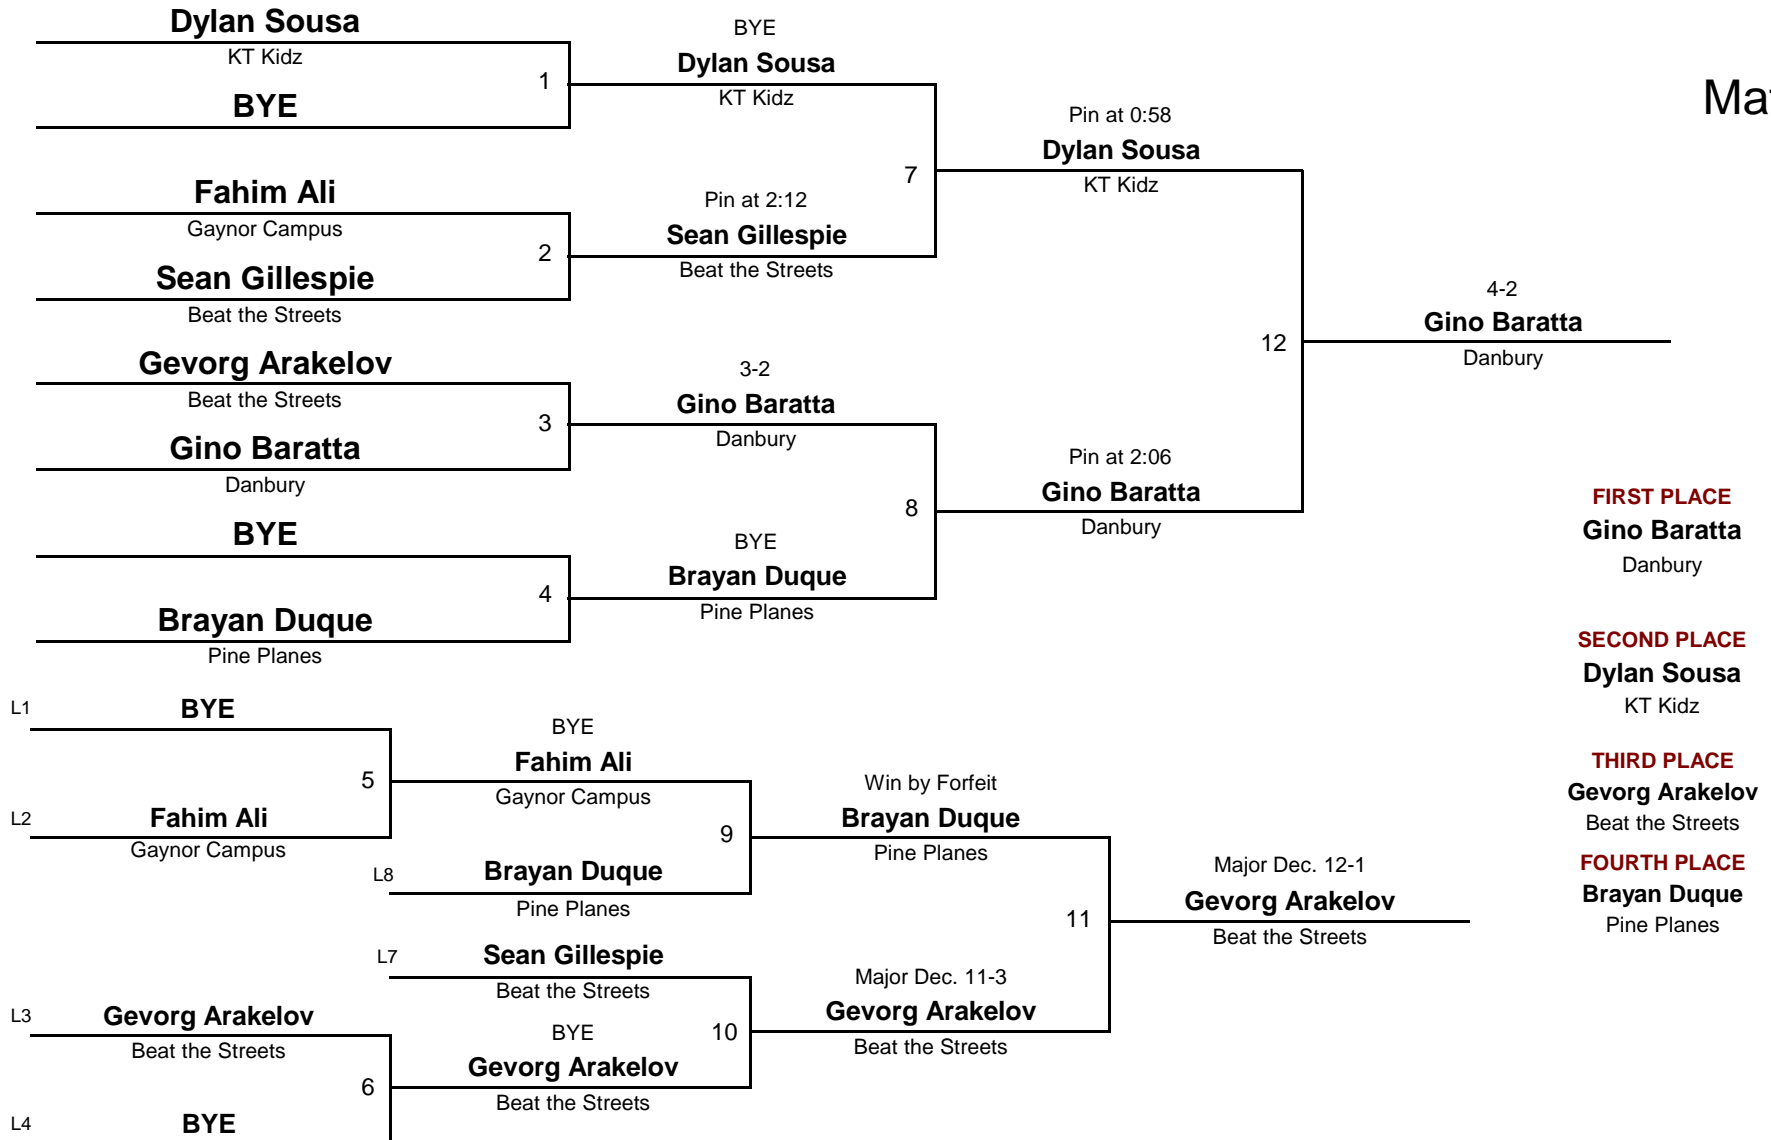 Dylan Sousa
KT Kidz
1
BYE
BYE
Dylan Sousa
KT Kidz
Fahim Ali
Gaynor Campus
2
Sean Gillespie
Beat the Streets
Pin at 2:12
Sean Gillespie
Beat the Streets
7
Pin at 0:58
Dylan Sousa
KT Kidz
Gevorg Arakelov
Beat the Streets
3
Gino Baratta
Danbury
3-2
Gino Baratta
Danbury
BYE
4
Brayan Duque
Pine Planes
BYE
Brayan Duque
Pine Planes
8
Pin at 2:06
Gino Baratta
Danbury
12
4-2
Gino Baratta
Danbury
FIRST PLACE
Gino Baratta
Danbury
SECOND PLACE
Dylan Sousa
KT Kidz
THIRD PLACE
Gevorg Arakelov
Beat the Streets
FOURTH PLACE
Brayan Duque
Pine Planes
L1
BYE
5
L2
Fahim Ali
Gaynor Campus
BYE
Fahim Ali
Gaynor Campus
9
L8
Brayan Duque
Pine Planes
Win by Forfeit
Brayan Duque
Pine Planes
L7
Sean Gillespie
Beat the Streets
10
L3
Gevorg Arakelov
Beat the Streets
6
L4
BYE
BYE
Gevorg Arakelov
Beat the Streets
Major Dec. 11-3
Gevorg Arakelov
Beat the Streets
11
Major Dec. 12-1
Gevorg Arakelov
Beat the Streets